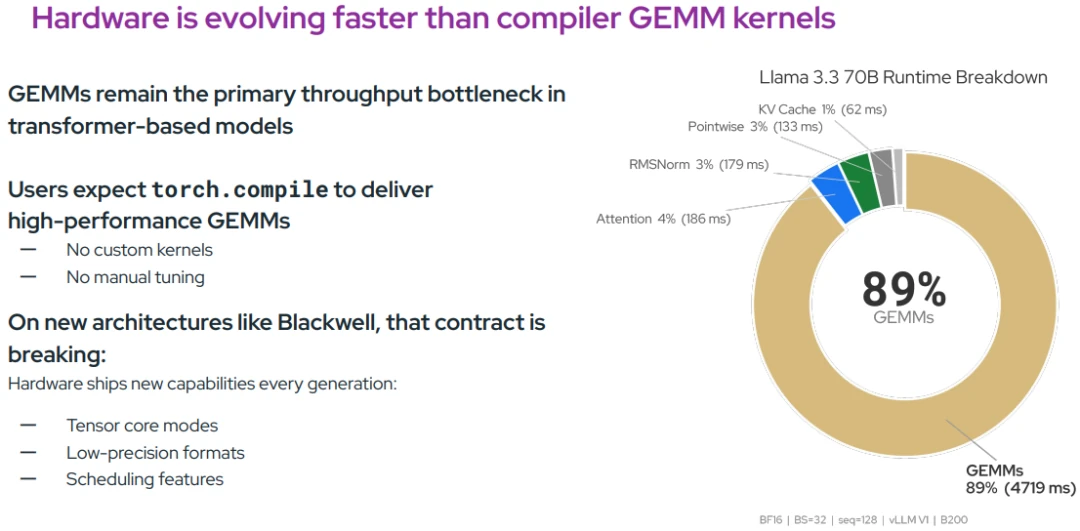 Hardware is evolving faster than compiler GEMM kernels
GEMMs remain the primary throughput bottleneck in
transformer-based models
Users expect torch.compile to deliver
high-performance GEMMs
— No custom kernels
— No manual tuning
On new architectures like Blackwell, that contract is
breaking:
Hardware ships new capabilities every generation:
— Tensor core modes
— Low-precision formats
— Scheduling features
Llama 3.3 70B Runtime Breakdown
KV Cache 1% (62 ms)
Pointwise 3% (133 ms)
RMSNorm 3% (179 ms)
Attention 4% (186 ms)
89%
GEMMs
GEMMs
89% (4719 ms)
BF16 | BS=32 | seq=128 | vLLM V1 | B200